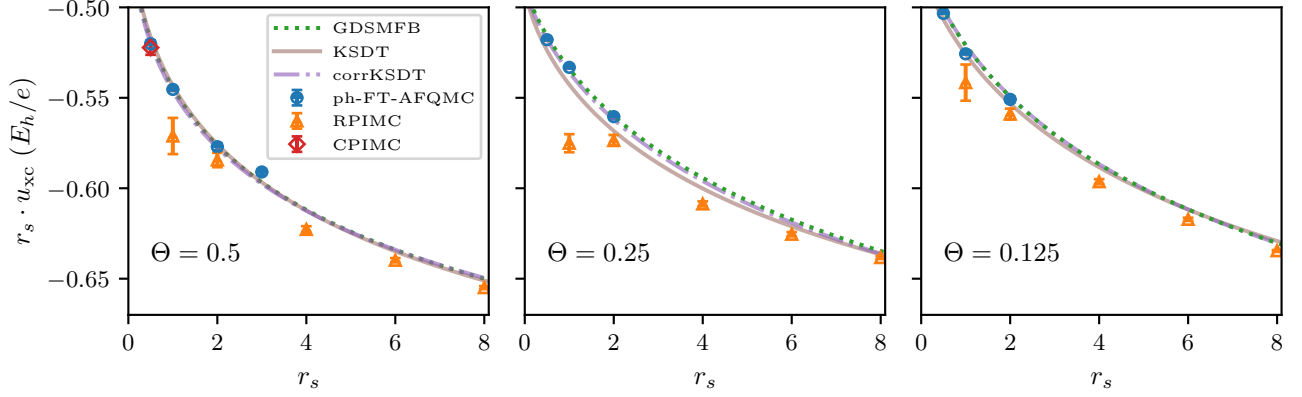 −0.50
−0.55
−0.60
−0.65
r_s · u_xc (E_h/e)
GDSMFB
KSDT
corrKSDT
ph-FT-AFQMC
RPIMC
CPIMC
Θ = 0.5
0 2 4 6 8
r_s
Θ = 0.25
0 2 4 6 8
r_s
Θ = 0.125
0 2 4 6 8
r_s